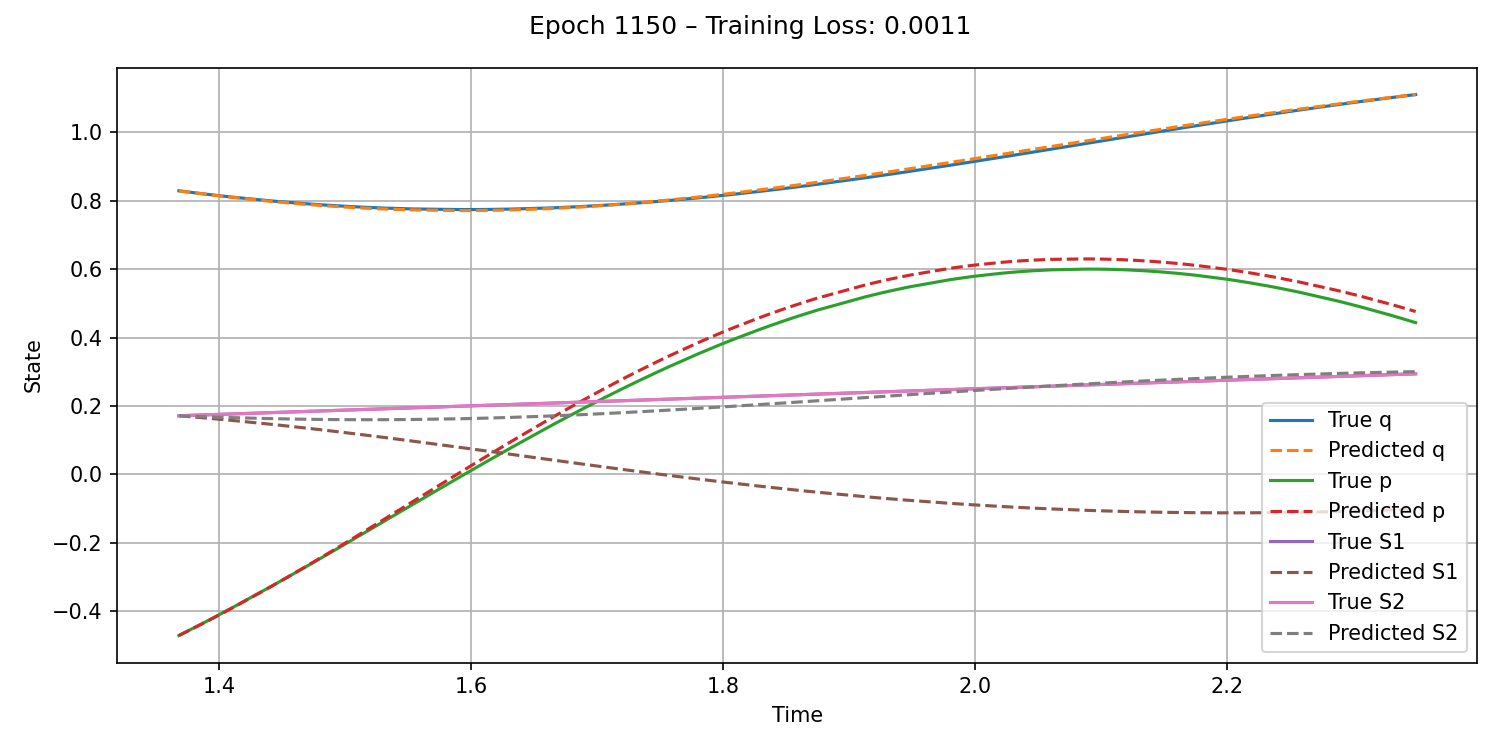 Epoch 1150 – Training Loss: 0.0011
1.0
0.8
0.6
0.4
0.2
0.0
−0.2
−0.4
State
1.4
1.6
1.8
2.0
2.2
Time
True q
Predicted q
True p
Predicted p
True S1
Predicted S1
True S2
Predicted S2